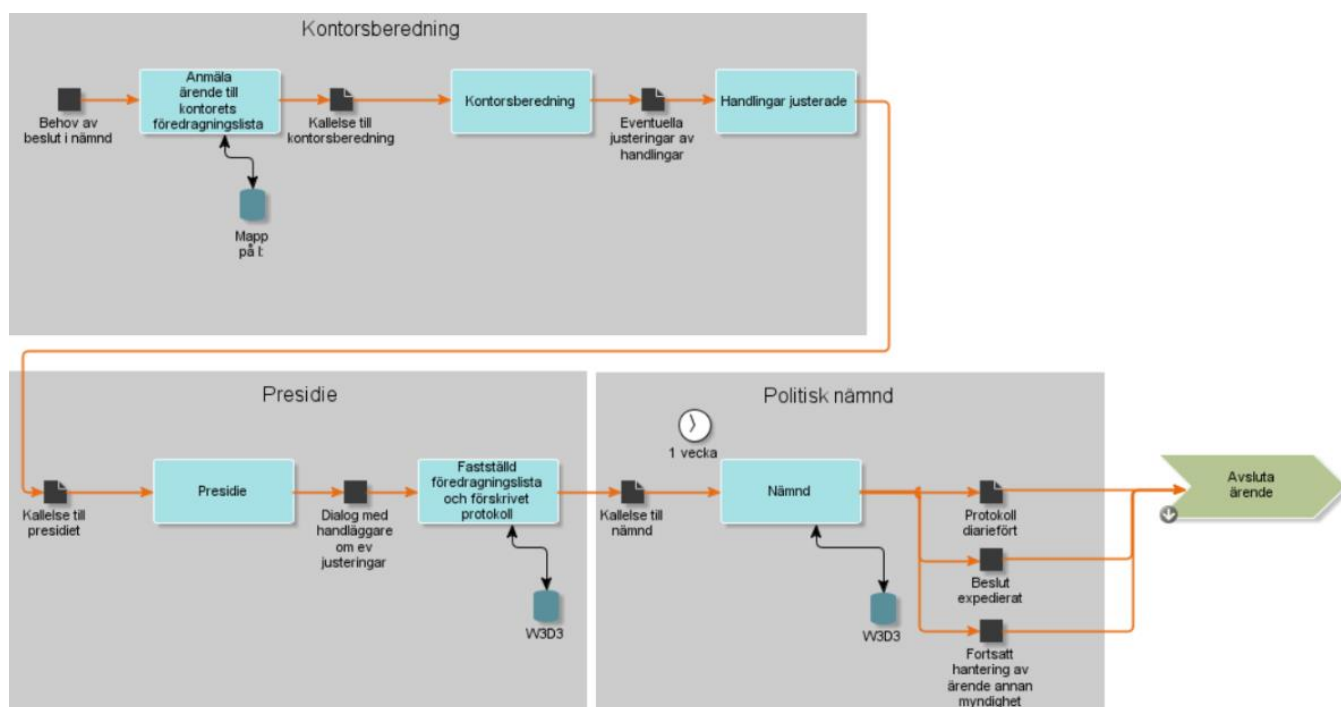 Kontorsberedning
Anmäla
ärende till
kontorets
föredragningslista
Kontorsberedning
Handlingar justerade
Behov av
beslut i nämnd
Kallelse till
kontorsberedning
Eventuella
justeringar av
handlingar
Mapp
på I:
Presidie
Politisk nämnd
1 vecka
Kallelse till
presidiet
Presidie
Dialog med
handläggare
om ev
justeringar
Fastställd
föredragningslista
och förskrivet
protokoll
W3D3
Kallelse till
nämnd
Nämnd
W3D3
Protokoll
diariefört
Beslut
expedierat
Fortsatt
hantering av
ärende annan
myndighet
Avsluta
ärende